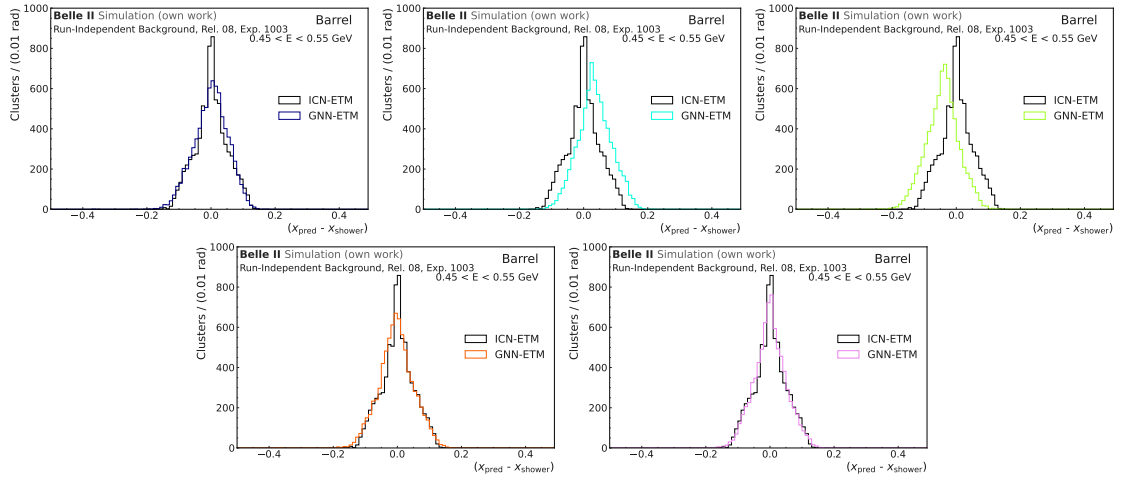 Belle II Simulation (own work)
Barrel
Run-Independent Background, Rel. 08, Exp. 1003
0.45 < E < 0.55 GeV
ICN-ETM
GNN-ETM
Clusters / (0.01 rad)
1000
800
600
400
200
0
−0.4 −0.2 0.0 0.2 0.4
(xpred - xshower)
Belle II Simulation (own work)
Barrel
Run-Independent Background, Rel. 08, Exp. 1003
0.45 < E < 0.55 GeV
ICN-ETM
GNN-ETM
Clusters / (0.01 rad)
1000
800
600
400
200
0
−0.4 −0.2 0.0 0.2 0.4
(xpred - xshower)
Belle II Simulation (own work)
Barrel
Run-Independent Background, Rel. 08, Exp. 1003
0.45 < E < 0.55 GeV
ICN-ETM
GNN-ETM
Clusters / (0.01 rad)
1000
800
600
400
200
0
−0.4 −0.2 0.0 0.2 0.4
(xpred - xshower)
Belle II Simulation (own work)
Barrel
Run-Independent Background, Rel. 08, Exp. 1003
0.45 < E < 0.55 GeV
ICN-ETM
GNN-ETM
Clusters / (0.01 rad)
1000
800
600
400
200
0
−0.4 −0.2 0.0 0.2 0.4
(xpred - xshower)
Belle II Simulation (own work)
Barrel
Run-Independent Background, Rel. 08, Exp. 1003
0.45 < E < 0.55 GeV
ICN-ETM
GNN-ETM
Clusters / (0.01 rad)
1000
800
600
400
200
0
−0.4 −0.2 0.0 0.2 0.4
(xpred - xshower)